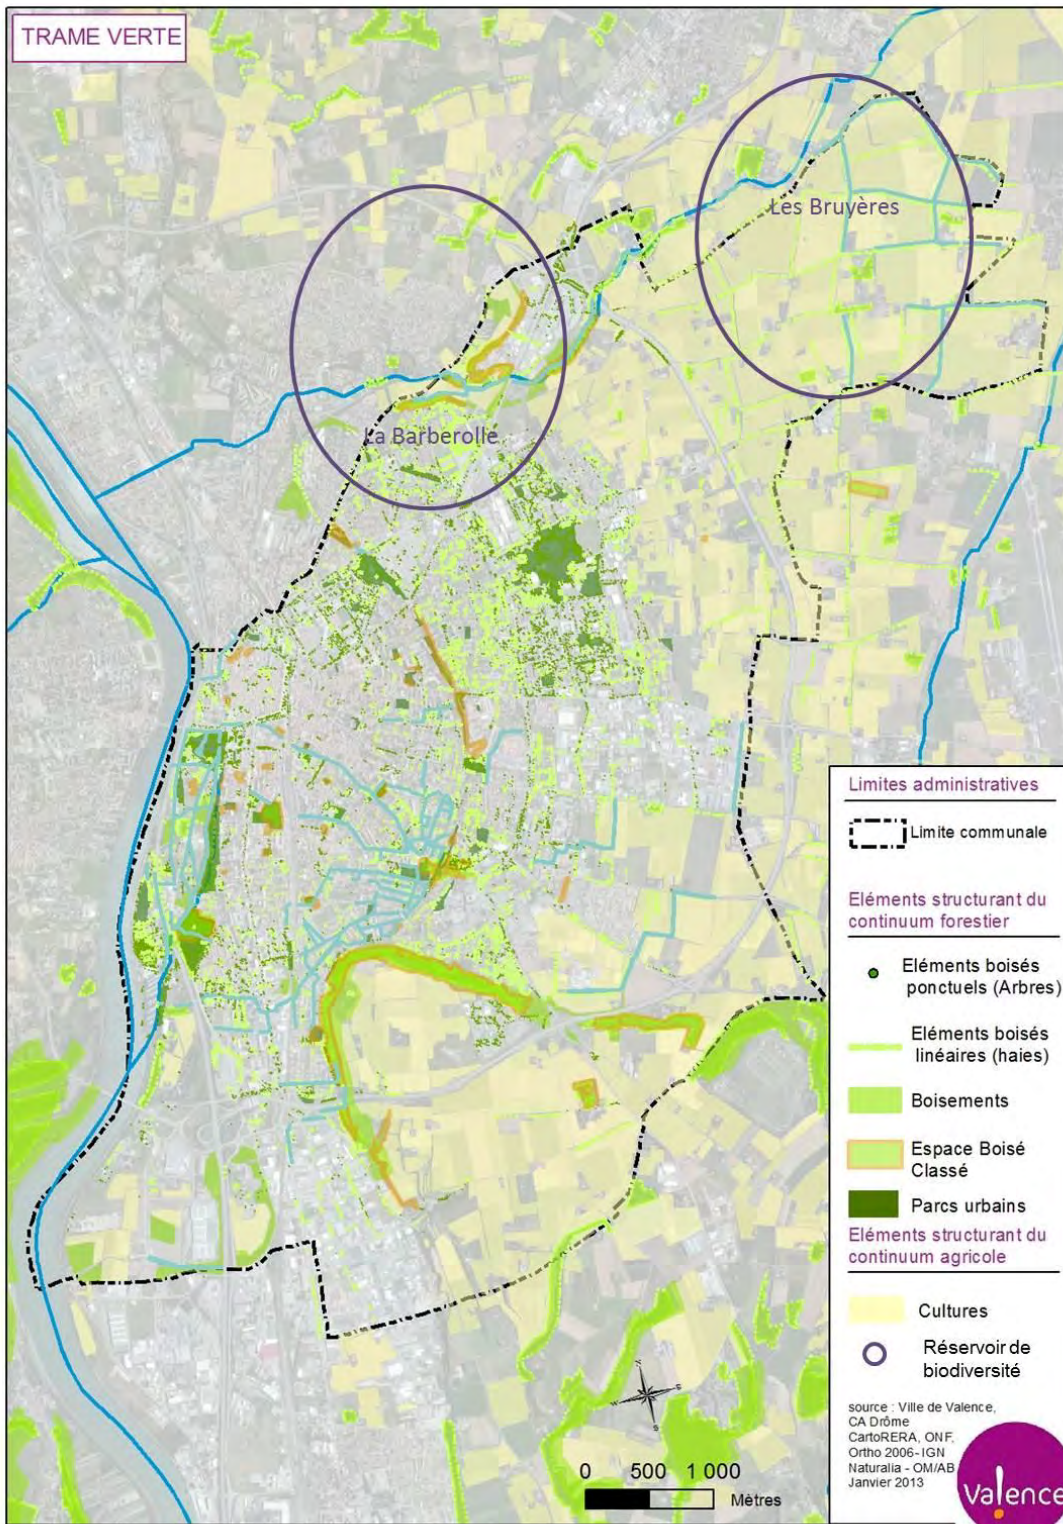 TRAME VERTE
Les Bruyères
La Barberolle
Limites administratives
Limite communale
Eléments structurant du
continuum forestier
Eléments boisés
ponctuels (Arbres)
Eléments boisés
linéaires (haies)
Boisements
Espace Boisé
Classé
Parcs urbains
Eléments structurant du
continuum agricole
Cultures
Réservoir de
biodiversité
source : Ville de Valence,
CA Drôme
CartoRERA, ONF,
Ortho 2006- IGN
Naturalia - OM/AB
Janvier 2013
Valence
0 500 1 000
Mètres